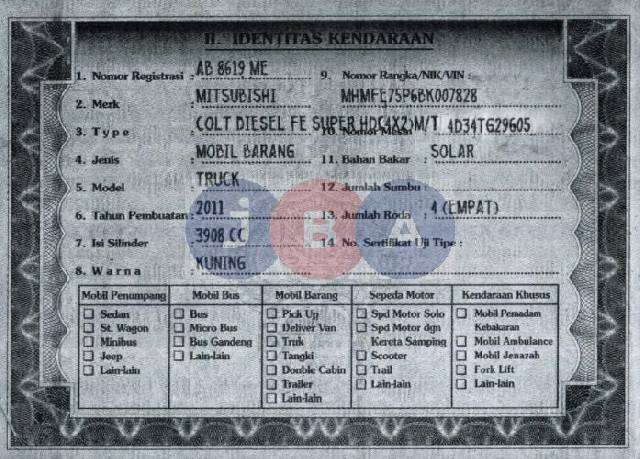 II. IDENTITAS KENDARAAN
1. Nomor Registrasi : AB 8619 ME
2. Merk : MITSUBISHI
3. Type : COLT DIESEL FE SUPER HD(4X2)M/T
4. Jenis : MOBIL BARANG
5. Model : TRUCK
6. Tahun Pembuatan : 2011
7. Isi Silinder : 3908 CC
8. Warna : KUNING
9. Nomor Rangka/NIK/VIN :
MHMFE75P6BK007828
10. Nomor Mesin : 4D34TG29605
11. Bahan Bakar : SOLAR
12. Jumlah Sumbu :
13. Jumlah Roda : 4 (EMPAT)
14. No. Sertifikat Uji Tipe :
JBA
Mobil Penumpang
Sedan
St. Wagon
Minibus
Jeep
Lain-lain
Mobil Bus
Bus
Micro Bus
Bus Gandeng
Lain-lain
Mobil Barang
Pick Up
Deliver Van
Truk
Tangki
Double Cabin
Trailer
Lain-lain
Sepeda Motor
Spd Motor Solo
Spd Motor dgn
Kereta Samping
Scooter
Trail
Lain-lain
Kendaraan Khusus
Mobil Pemadam
Kebakaran
Mobil Ambulance
Mobil Jenazah
Fork Lift
Lain-lain